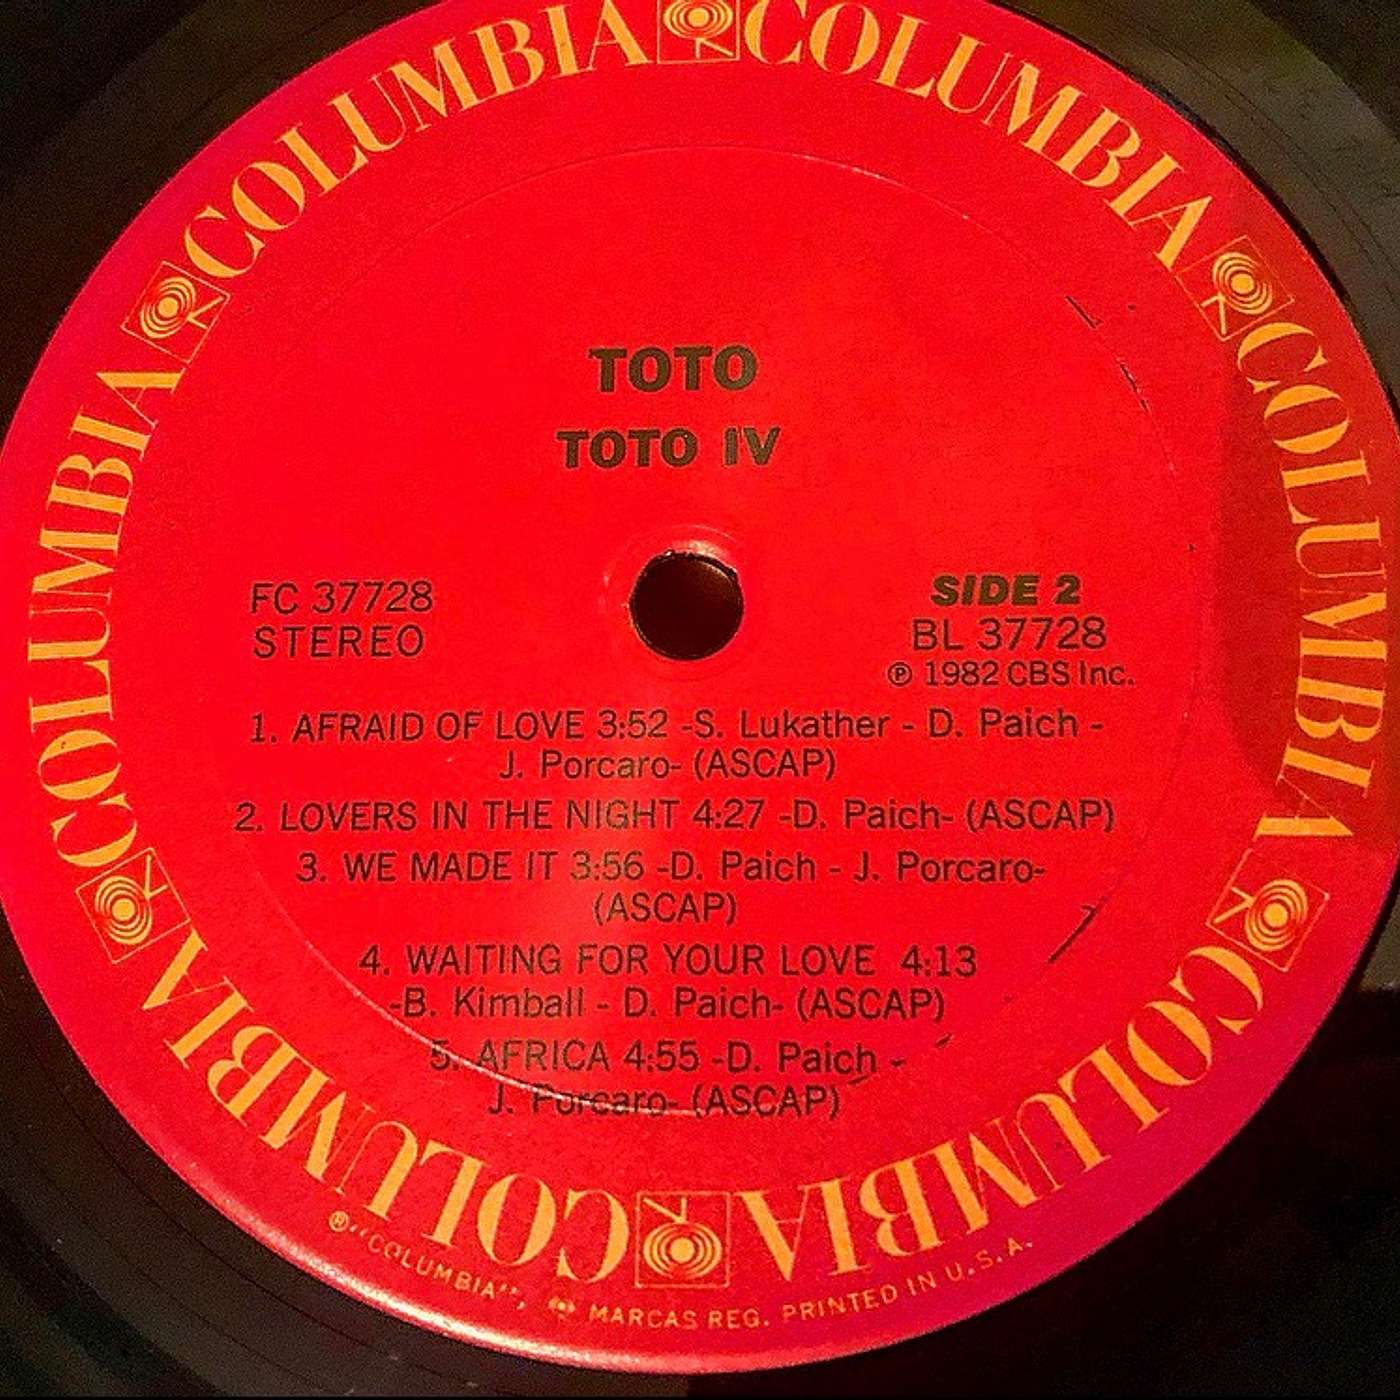 COLUMBIA COLUMBIA COLUMBIA COLUMBIA COLUMBIA COLUMBIA
TOTO
TOTO IV
FC 37728
STEREO
SIDE 2
BL 37728
℗ 1982 CBS Inc.
1. AFRAID OF LOVE 3:52 -S. Lukather - D. Paich -
J. Porcaro- (ASCAP)
2. LOVERS IN THE NIGHT 4:27 -D. Paich- (ASCAP)
3. WE MADE IT 3:56 -D. Paich - J. Porcaro-
(ASCAP)
4. WAITING FOR YOUR LOVE 4:13
-B. Kimball - D. Paich- (ASCAP)
5. AFRICA 4:55 -D. Paich -
J. Porcaro- (ASCAP)
® "COLUMBIA", MARCAS REG. PRINTED IN U.S.A.